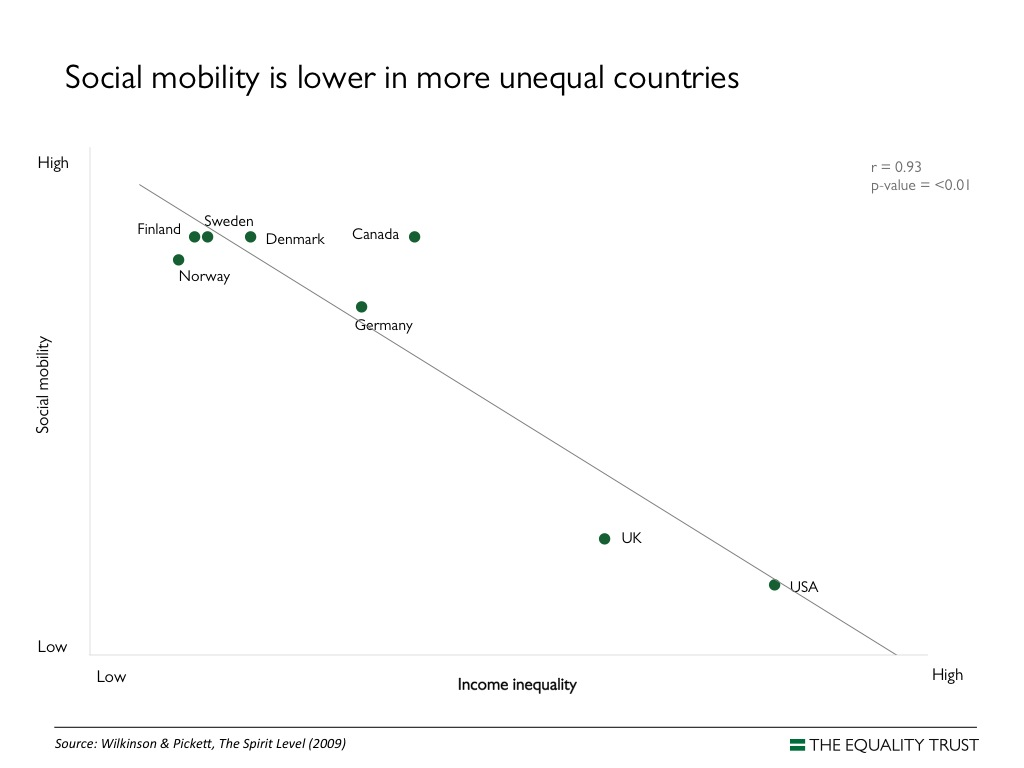 Social mobility is lower in more unequal countries
High
r = 0.93
p-value = <0.01
Sweden
Finland
Denmark
Canada
Norway
Germany
Social mobility
UK
USA
Low
Low
High
Income inequality
Source: Wilkinson & Pickett, The Spirit Level (2009)
THE EQUALITY TRUST